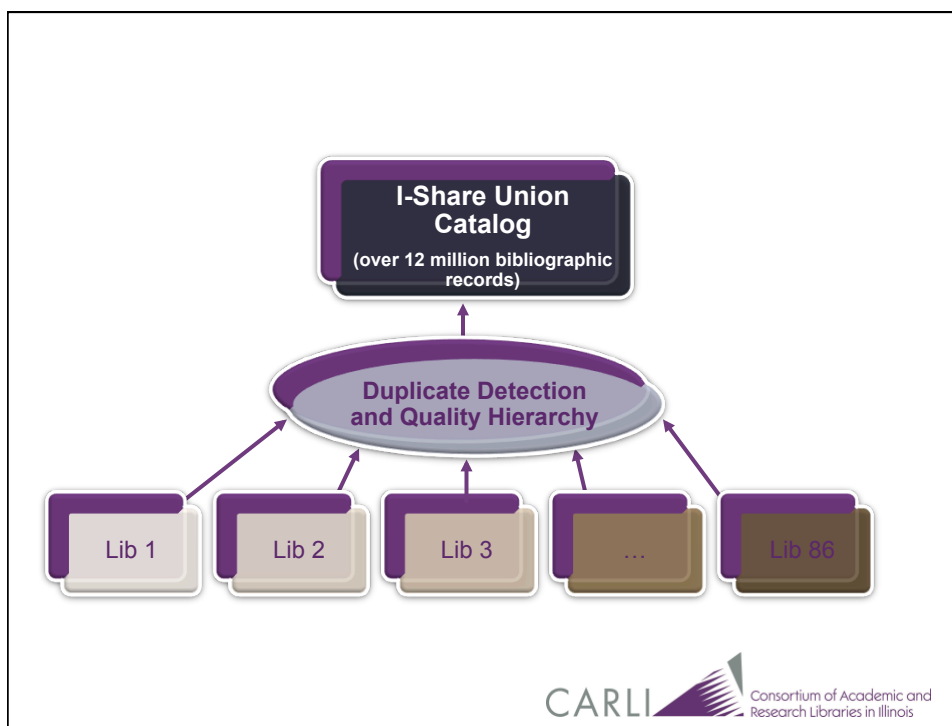 I-Share Union
Catalog
(over 12 million bibliographic
records)
Duplicate Detection
and Quality Hierarchy
Lib 1
Lib 2
Lib 3
…
Lib 86
CARLI
Consortium of Academic and
Research Libraries in Illinois